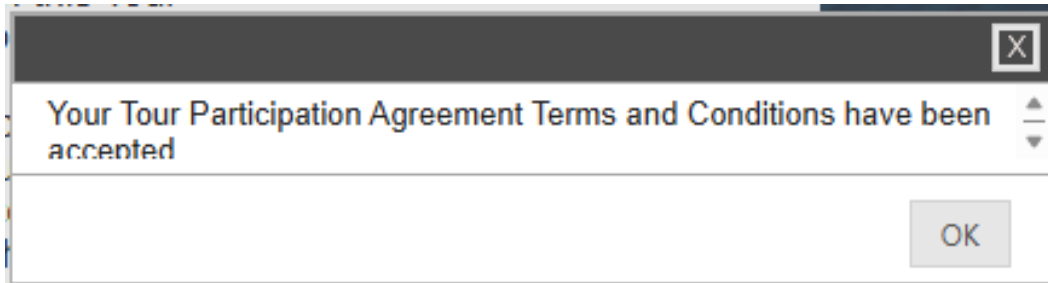 X
Your Tour Participation Agreement Terms and Conditions have been
accepted
OK